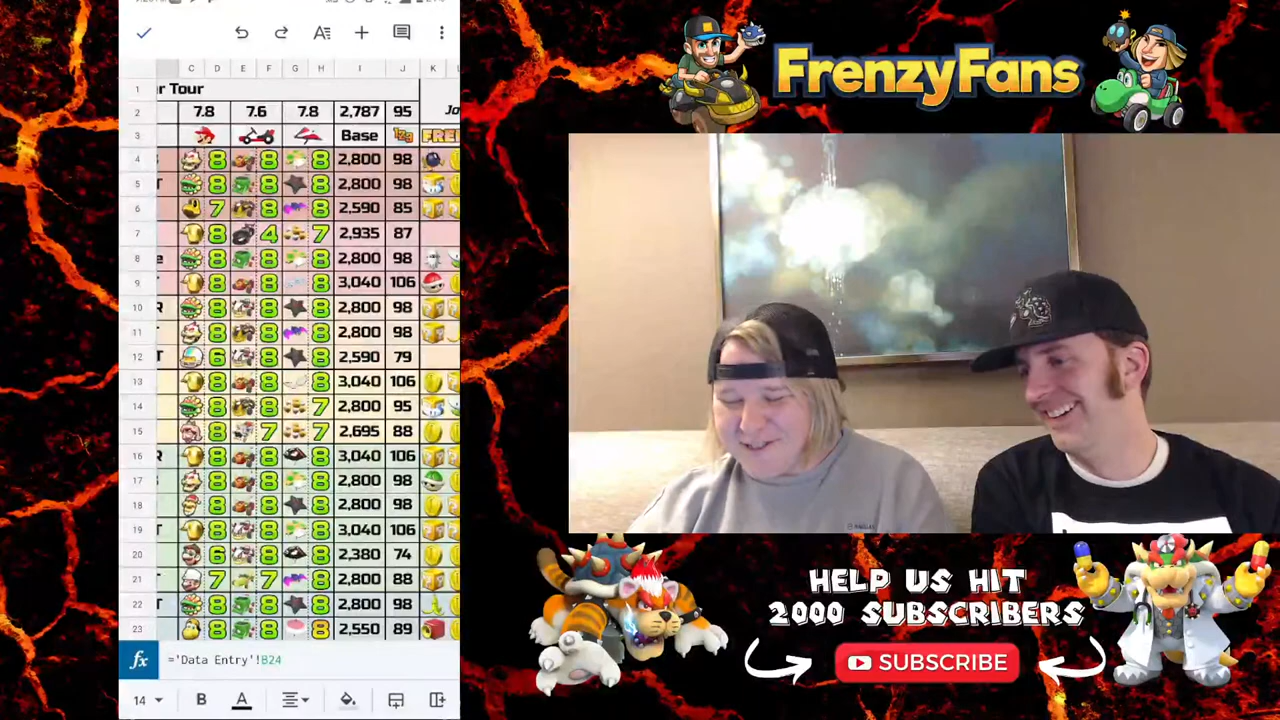 FrenzyFans
C D E F G H I J K
1 r Tour
2 7.8 7.6 7.8 2,787 95 Jo
3 Base FRE
4 8 8 8 2,800 98
5 T 8 8 8 2,800 98
6 7 8 8 2,590 85
7 8 4 7 2,935 87
8 e 8 8 8 2,800 98
9 T 8 8 8 3,040 106
10 R 8 8 8 2,800 98
11 T 8 8 8 2,800 98
12 T 6 8 8 2,590 79
13 8 8 8 3,040 106
14 8 8 7 2,800 95
15 8 7 7 2,695 88
16 R 8 8 8 3,040 106
17 8 8 8 2,800 98
18 8 8 8 2,800 98
19 T 8 8 8 3,040 106
20 6 8 8 2,380 74
21 T 7 7 8 2,800 88
22 T 8 8 8 2,800 98
23 8 8 8 2,550 89
fx ='Data Entry'!B24
14 B A
HELP US HIT
2000 SUBSCRIBERS
SUBSCRIBE